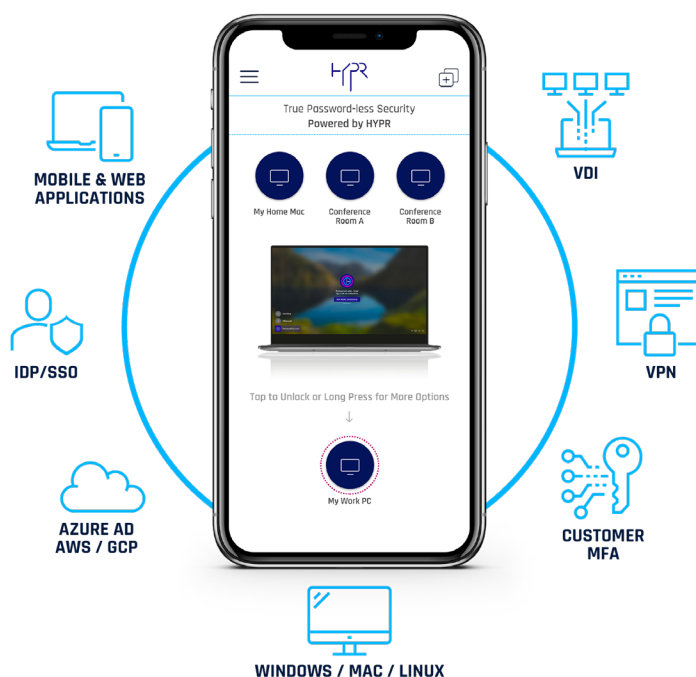 HYPR
True Password-less Security
Powered by HYPR
My Home Mac
Conference
Room A
Conference
Room B
Tap to Unlock or Long Press for More Options
My Work PC
MOBILE & WEB
APPLICATIONS
IDP/SSO
AZURE AD
AWS / GCP
WINDOWS / MAC / LINUX
VDI
VPN
CUSTOMER
MFA